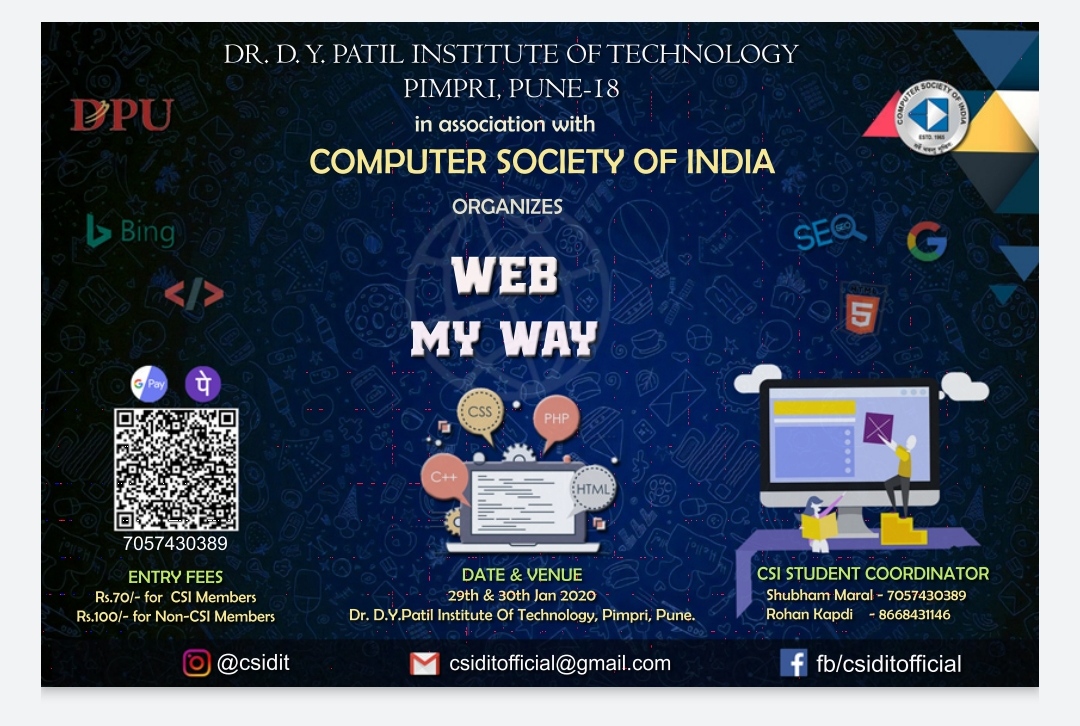 DR. D. Y. PATIL INSTITUTE OF TECHNOLOGY
PIMPRI, PUNE-18
DPU
in association with
COMPUTER SOCIETY OF INDIA
COMPUTER SOCIETY OF INDIA
ESTD. 1965
ORGANIZES
Bing
SEO
SEO
G
</>
HTML
5
WEB
MY WAY
G Pay
पे
CSS
PHP
C++
HTML
7057430389
ENTRY FEES
Rs.70/- for CSI Members
Rs.100/- for Non-CSI Members
DATE & VENUE
29th & 30th Jan 2020
Dr. D.Y.Patil Institute Of Technology, Pimpri, Pune.
CSI STUDENT COORDINATOR
Shubham Maral - 7057430389
Rohan Kapdi - 8668431146
@csidit
csiditofficial@gmail.com
fb/csiditofficial